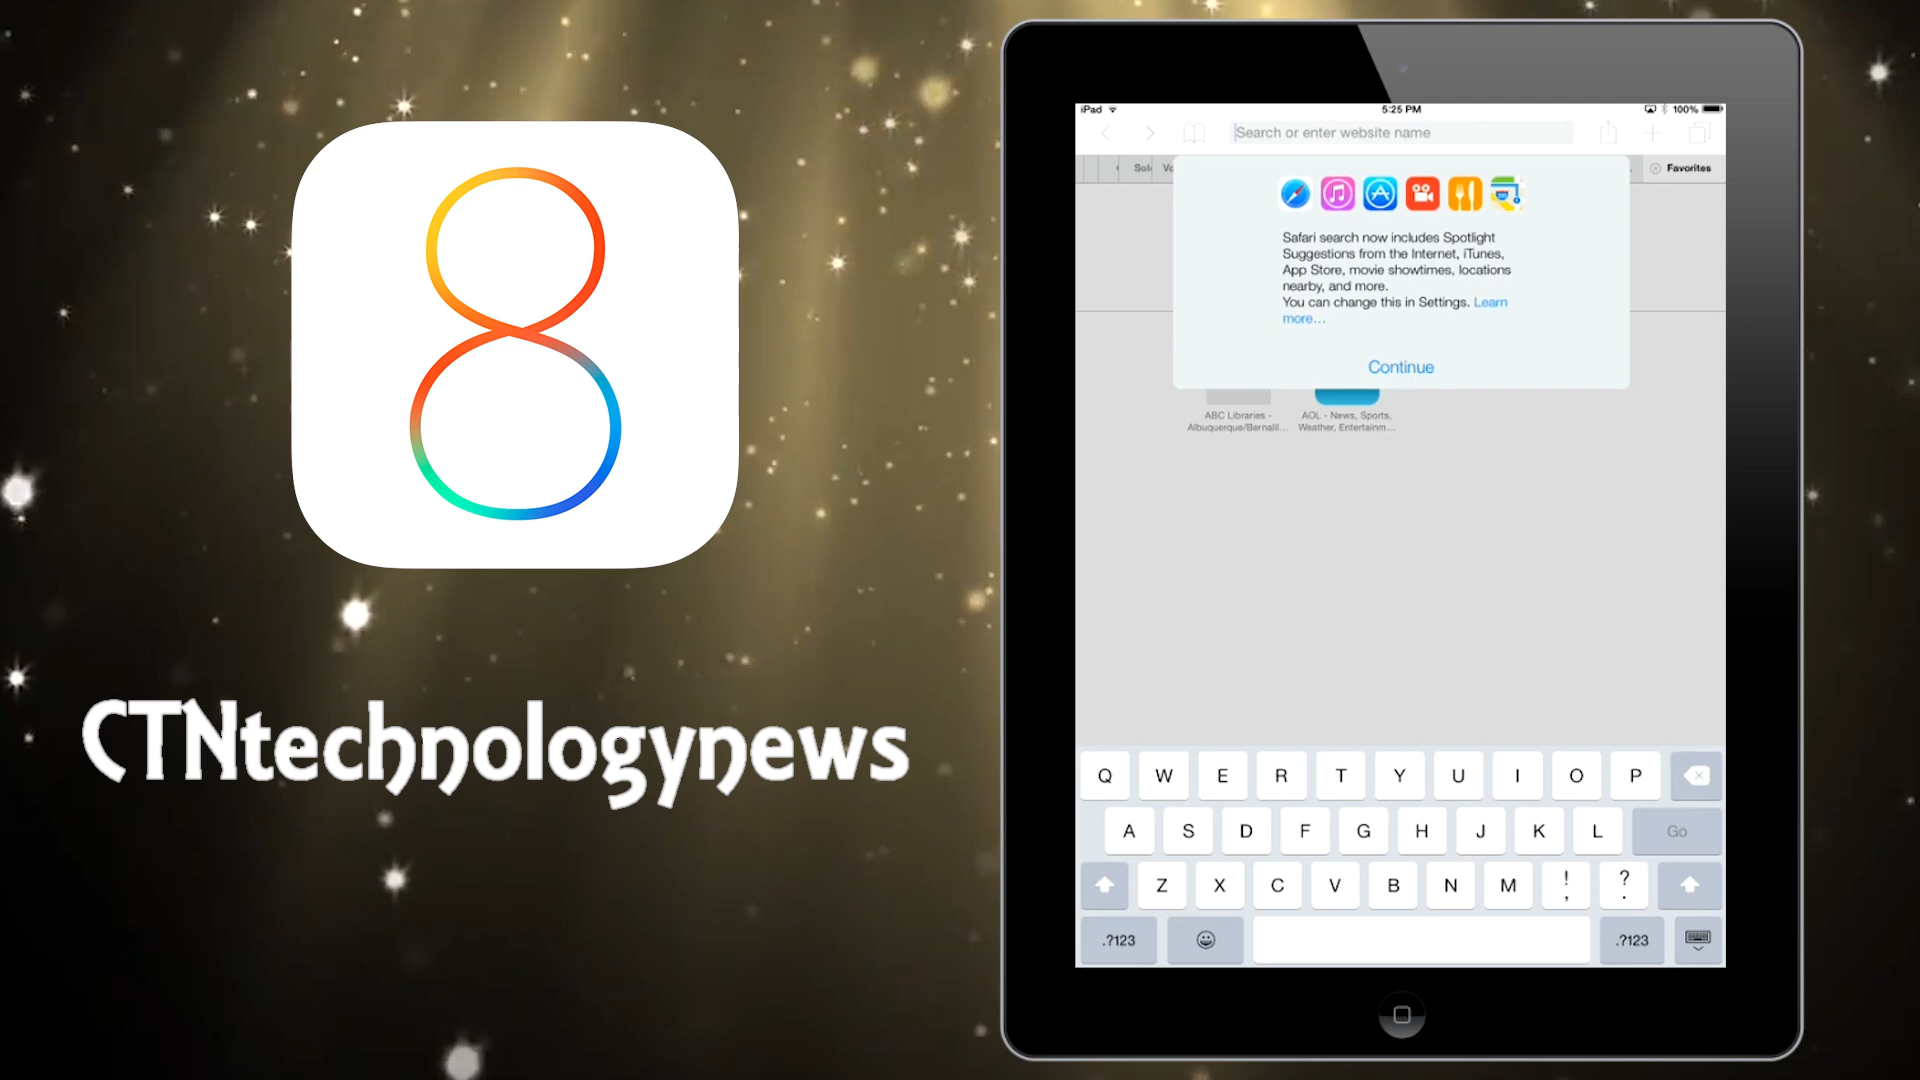 8
CTNtechnologynews
iPad 5:25 PM 100%
Search or enter website name
Favorites
Safari search now includes Spotlight
Suggestions from the Internet, iTunes,
App Store, movie showtimes, locations
nearby, and more.
You can change this in Settings. Learn
more...
Continue
ABC Libraries -
Albuquerque/Bernalil...
AOL - News, Sports,
Weather, Entertainm...
Q W E R T Y U I O P
A S D F G H J K L Go
Z X C V B N M ! , ? .
.?123 .?123